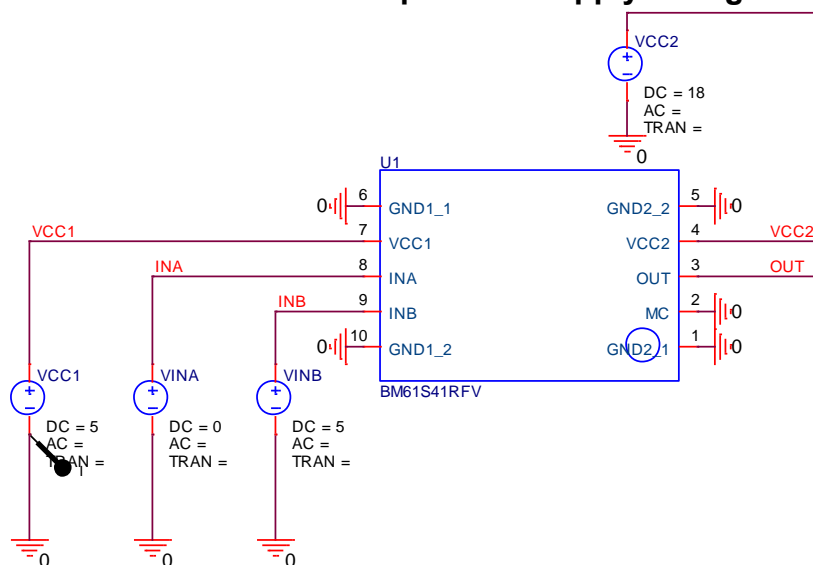 VCC2
DC = 18
AC =
TRAN =
0
U1
0 6 GND1_1 GND2_2 5 0
VCC1 7 VCC1 VCC2 4 VCC2
INA 8 INA OUT 3 OUT
INB 9 INB MC 2 0
0 10 GND1_2 GND2_1 1 0
BM61S41RFV
VCC1 VINA VINB
DC = 5 DC = 0 DC = 5
AC = AC = AC =
TRAN = TRAN = TRAN =
I
0 0 0